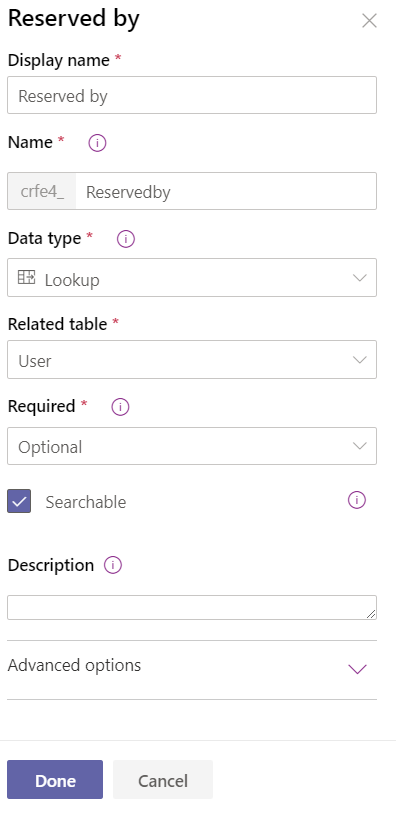 Reserved by
Display name *
Reserved by
Name *
crfe4_ Reservedby
Data type *
Lookup
Related table *
User
Required *
Optional
Searchable
Description
Advanced options
Done Cancel